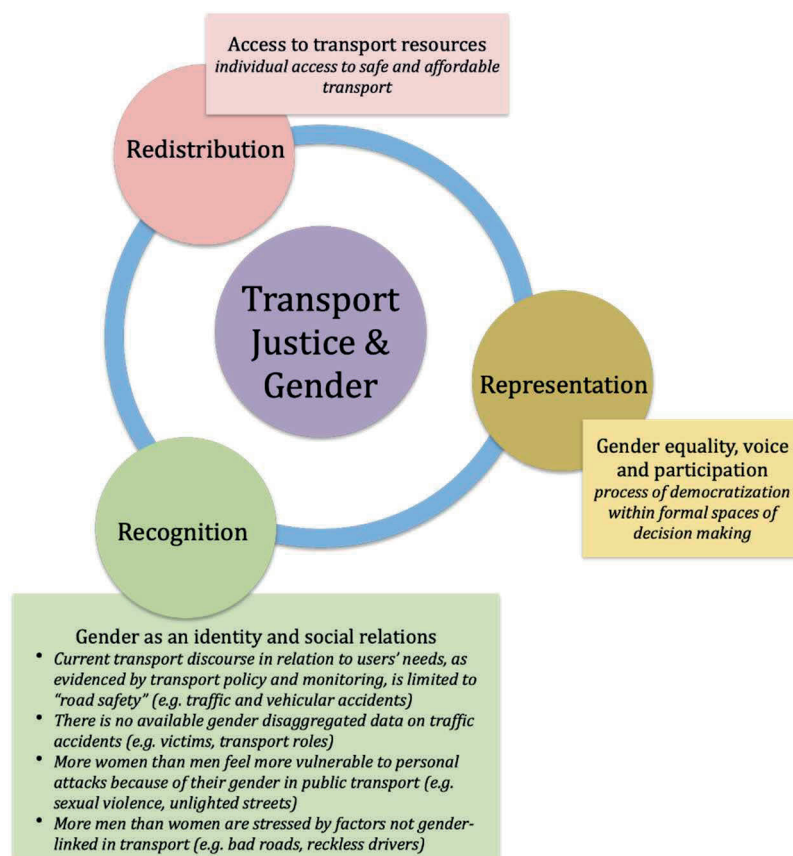 Access to transport resources
individual access to safe and affordable
transport
Redistribution
Transport
Justice &
Gender
Representation
Gender equality, voice
and participation
process of democratization
within formal spaces of
decision making
Recognition
Gender as an identity and social relations
• Current transport discourse in relation to users' needs, as
evidenced by transport policy and monitoring, is limited to
"road safety" (e.g. traffic and vehicular accidents)
• There is no available gender disaggregated data on traffic
accidents (e.g. victims, transport roles)
• More women than men feel more vulnerable to personal
attacks because of their gender in public transport (e.g.
sexual violence, unlighted streets)
• More men than women are stressed by factors not gender-
linked in transport (e.g. bad roads, reckless drivers)